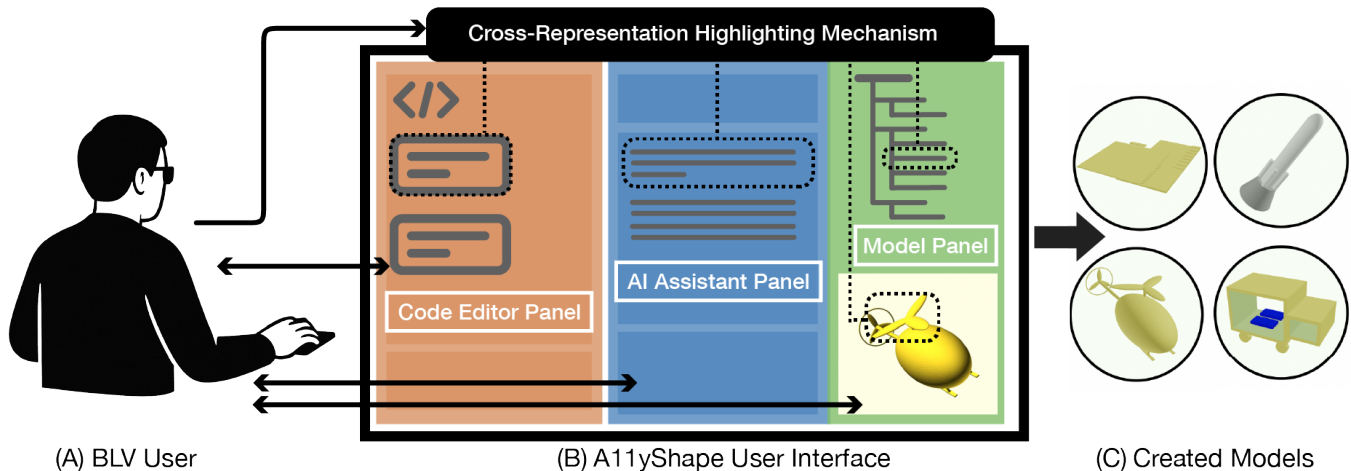 Cross-Representation Highlighting Mechanism
</>
Model Panel
AI Assistant Panel
Code Editor Panel
(A) BLV User
(B) A11yShape User Interface
(C) Created Models